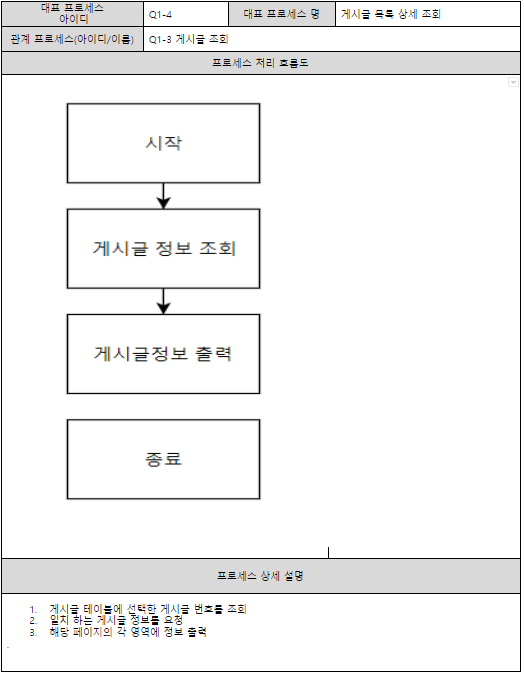 대표 프로세스
아이디
Q1-4
대표 프로세스 명
게시글 목록 상세 조회
관계 프로세스(아이디/이름)
Q1-3 게시글 조회
프로세스 처리 흐름도
시작
게시글 정보 조회
게시글정보 출력
종료
프로세스 상세 설명
1. 게시글 테이블에 선택한 게시글 번호를 조회
2. 일치 하는 게시글 정보를 요청
3. 해당 페이지의 각 영역에 정보 출력